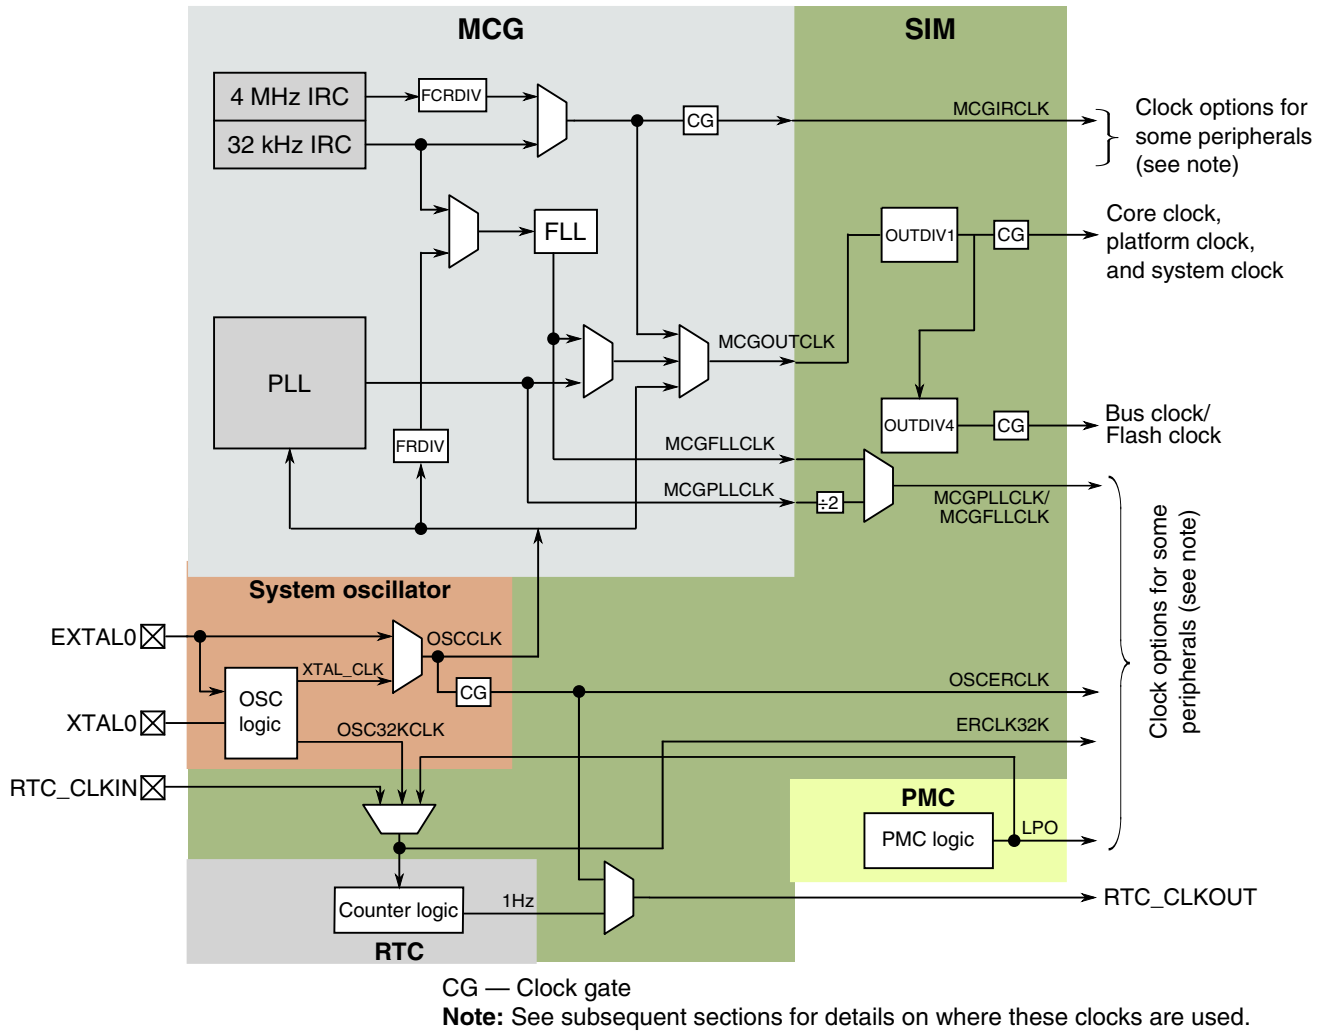 MCG
SIM
4 MHz IRC
FCRDIV
32 kHz IRC
CG
MCGIRCLK
Clock options for
some peripherals
(see note)
FLL
OUTDIV1
CG
Core clock,
platform clock,
and system clock
PLL
MCGOUTCLK
FRDIV
OUTDIV4
CG
Bus clock/
Flash clock
MCGFLLCLK
MCGPLLCLK
÷2
MCGPLLCLK/
MCGFLLCLK
Clock options for some
peripherals (see note)
System oscillator
EXTAL0
OSCCLK
XTAL_CLK
OSC
logic
CG
OSCERCLK
XTAL0
OSC32KCLK
ERCLK32K
RTC_CLKIN
PMC
PMC logic
LPO
Counter logic
1Hz
RTC_CLKOUT
RTC
CG — Clock gate
Note: See subsequent sections for details on where these clocks are used.